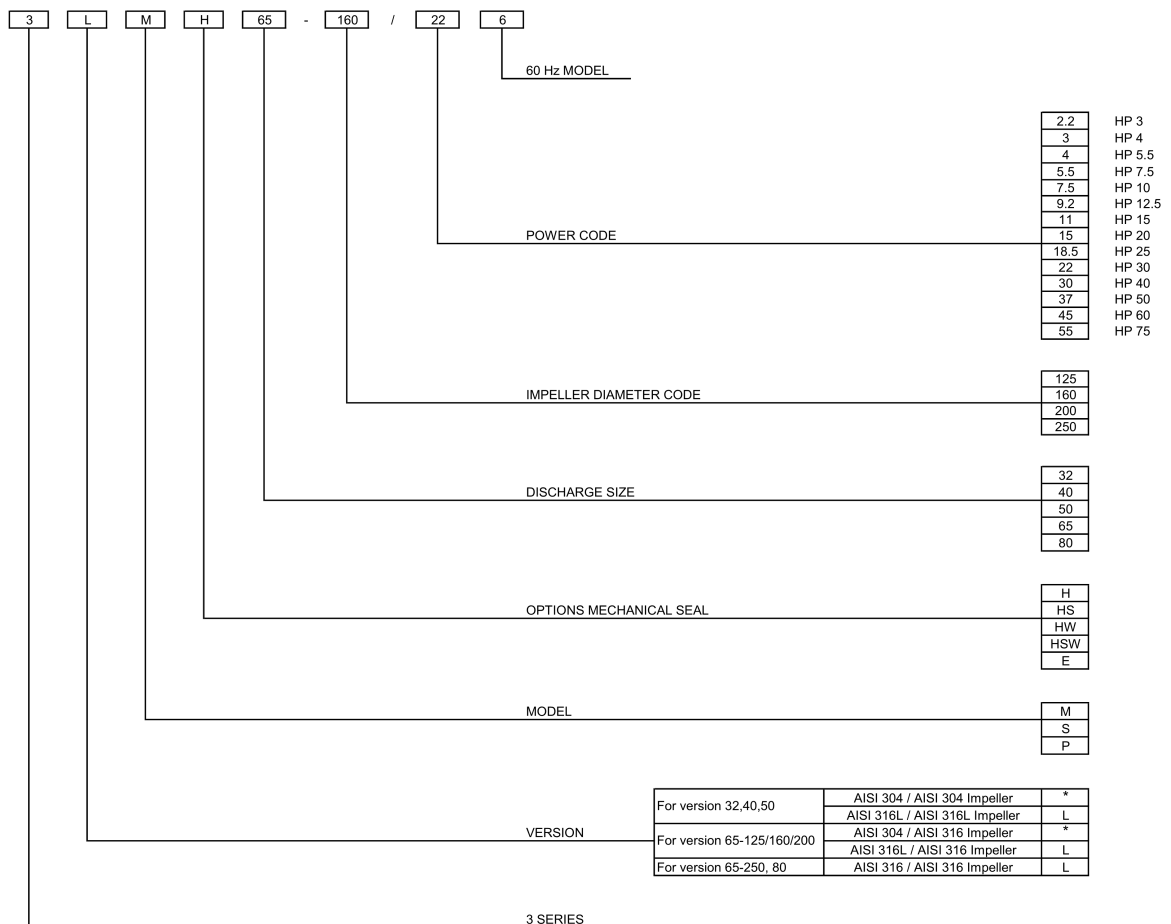 3 L M H 65 - 160 / 22 6
60 Hz MODEL
2.2 HP 3
3 HP 4
4 HP 5.5
5.5 HP 7.5
7.5 HP 10
9.2 HP 12.5
11 HP 15
POWER CODE 15 HP 20
18.5 HP 25
22 HP 30
30 HP 40
37 HP 50
45 HP 60
55 HP 75
125
IMPELLER DIAMETER CODE 160
200
250
32
DISCHARGE SIZE 40
50
65
80
H
OPTIONS MECHANICAL SEAL HS
HW
HSW
E
MODEL M
S
P
For version 32,40,50 AISI 304 / AISI 304 Impeller *
AISI 316L / AISI 316L Impeller L
VERSION For version 65-125/160/200 AISI 304 / AISI 316 Impeller *
AISI 316L / AISI 316 Impeller L
For version 65-250, 80 AISI 316 / AISI 316 Impeller L
3 SERIES